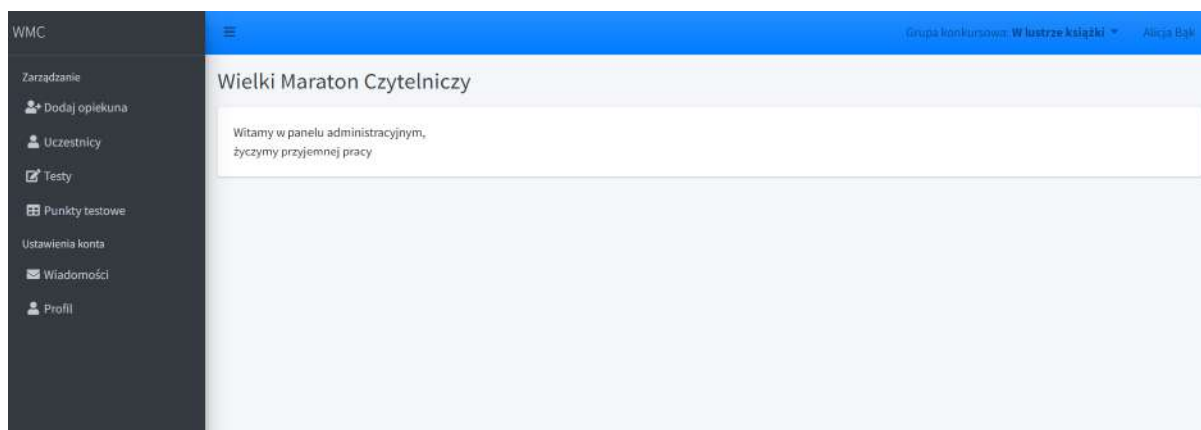 WMC
Grupa konkursowa: W lustrze książki
Alicja Bąk
Zarządzanie
Dodaj opiekuna
Uczestnicy
Testy
Punkty testowe
Ustawienia konta
Wiadomości
Profil
Wielki Maraton Czytelniczy
Witamy w panelu administracyjnym,
życzymy przyjemnej pracy